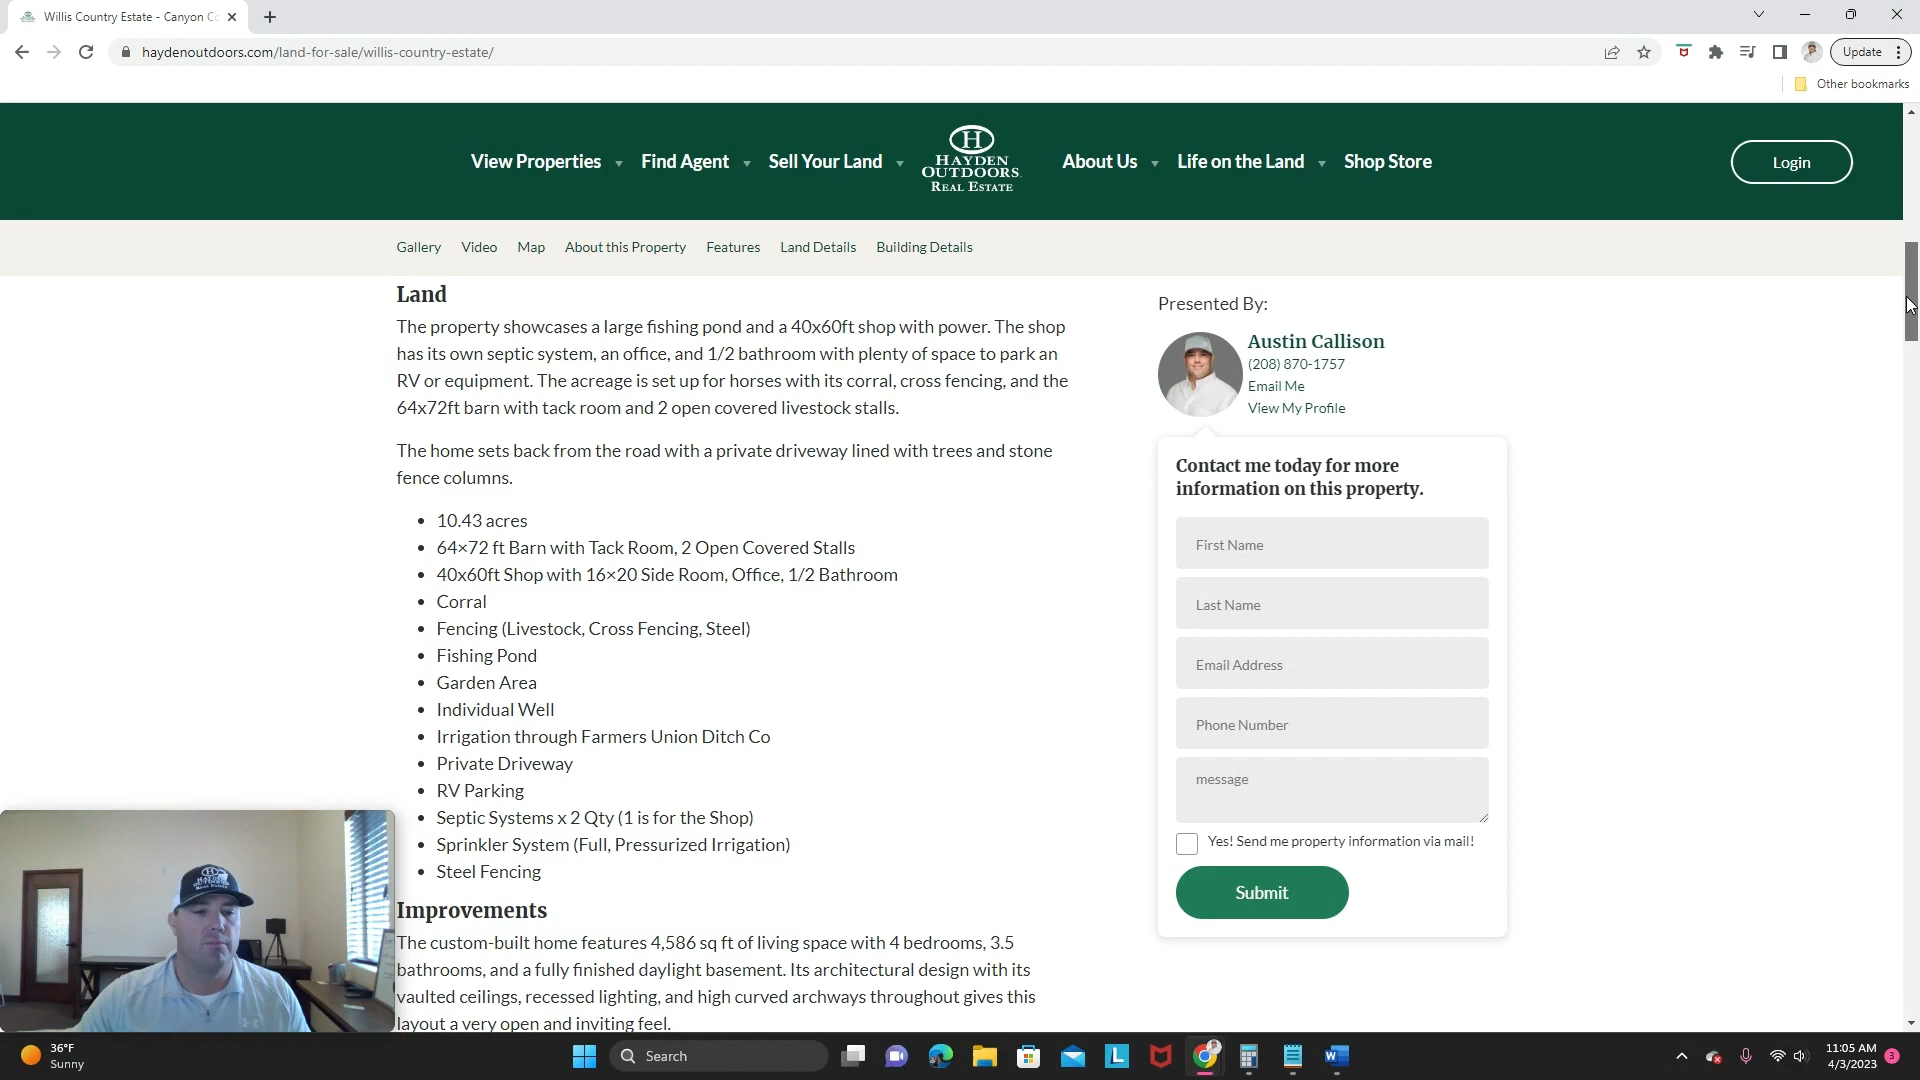 Willis Country Estate - Canyon Co
haydenoutdoors.com/land-for-sale/willis-country-estate/
Update
Other bookmarks
View Properties
Find Agent
Sell Your Land
H
HAYDEN
OUTDOORS
REAL ESTATE
About Us
Life on the Land
Shop Store
Login
Gallery
Video
Map
About this Property
Features
Land Details
Building Details
Land
The property showcases a large fishing pond and a 40x60ft shop with power. The shop
has its own septic system, an office, and 1/2 bathroom with plenty of space to park an
RV or equipment. The acreage is set up for horses with its corral, cross fencing, and the
64x72ft barn with tack room and 2 open covered livestock stalls.
The home sets back from the road with a private driveway lined with trees and stone
fence columns.
• 10.43 acres
• 64×72 ft Barn with Tack Room, 2 Open Covered Stalls
• 40x60ft Shop with 16×20 Side Room, Office, 1/2 Bathroom
• Corral
• Fencing (Livestock, Cross Fencing, Steel)
• Fishing Pond
• Garden Area
• Individual Well
• Irrigation through Farmers Union Ditch Co
• Private Driveway
• RV Parking
• Septic Systems x 2 Qty (1 is for the Shop)
• Sprinkler System (Full, Pressurized Irrigation)
• Steel Fencing
Improvements
The custom-built home features 4,586 sq ft of living space with 4 bedrooms, 3.5
bathrooms, and a fully finished daylight basement. Its architectural design with its
vaulted ceilings, recessed lighting, and high curved archways throughout gives this
layout a very open and inviting feel.
Presented By:
Austin Callison
(208) 870-1757
Email Me
View My Profile
Contact me today for more
information on this property.
First Name
Last Name
Email Address
Phone Number
message
Yes! Send me property information via mail!
Submit
H
HAYDEN
OUTDOORS
36°F
Sunny
Search
L
W
11:05 AM
4/3/2023
3